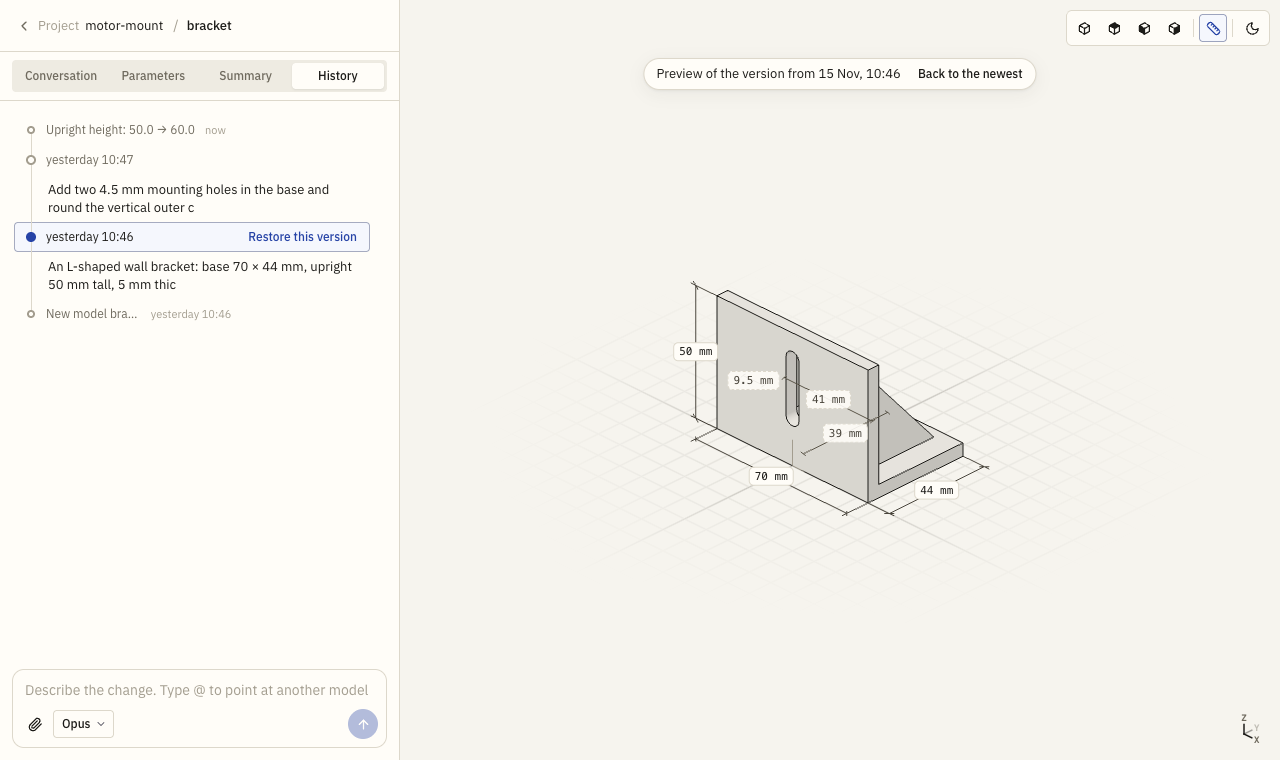 Project motor-mount / bracket
Conversation Parameters Summary History
Upright height: 50.0 → 60.0 now
yesterday 10:47
Add two 4.5 mm mounting holes in the base and
round the vertical outer c
yesterday 10:46 Restore this version
An L-shaped wall bracket: base 70 × 44 mm, upright
50 mm tall, 5 mm thic
New model bra... yesterday 10:46
Describe the change. Type @ to point at another model
Opus
Preview of the version from 15 Nov, 10:46 Back to the newest
50 mm
9.5 mm
41 mm
39 mm
70 mm
44 mm
Z
Y
X